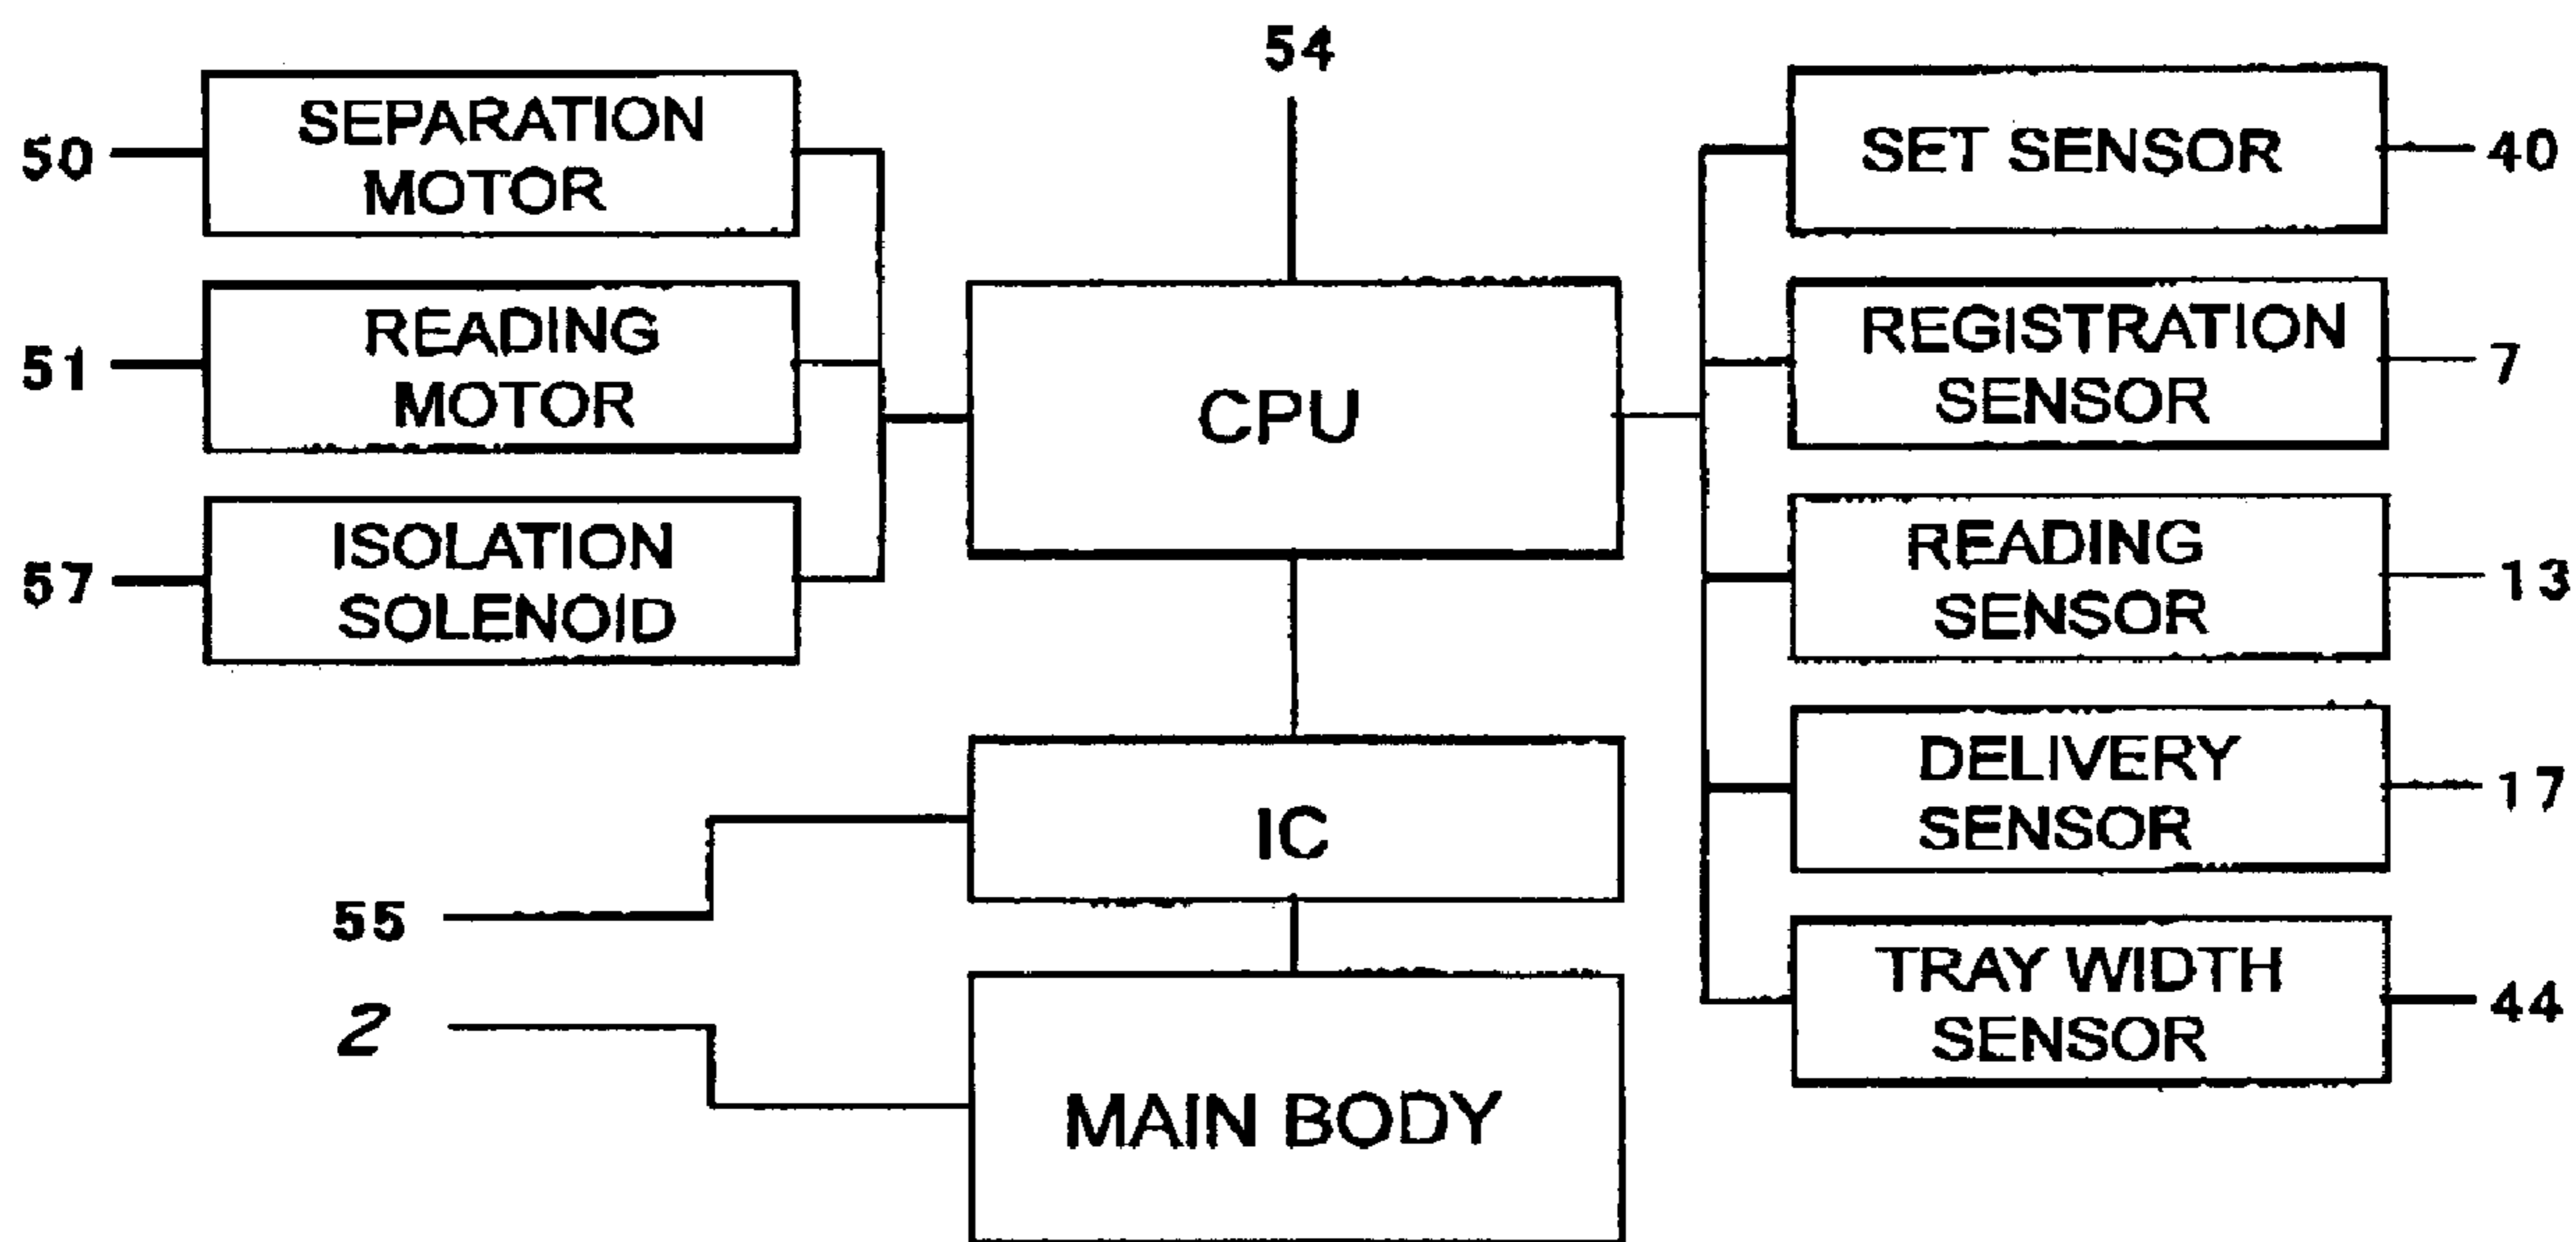 54
50
SEPARATION
MOTOR
51
READING
MOTOR
57
ISOLATION
SOLENOID
CPU
IC
55
2
MAIN BODY
SET SENSOR
40
REGISTRATION
SENSOR
7
READING
SENSOR
13
DELIVERY
SENSOR
17
TRAY WIDTH
SENSOR
44